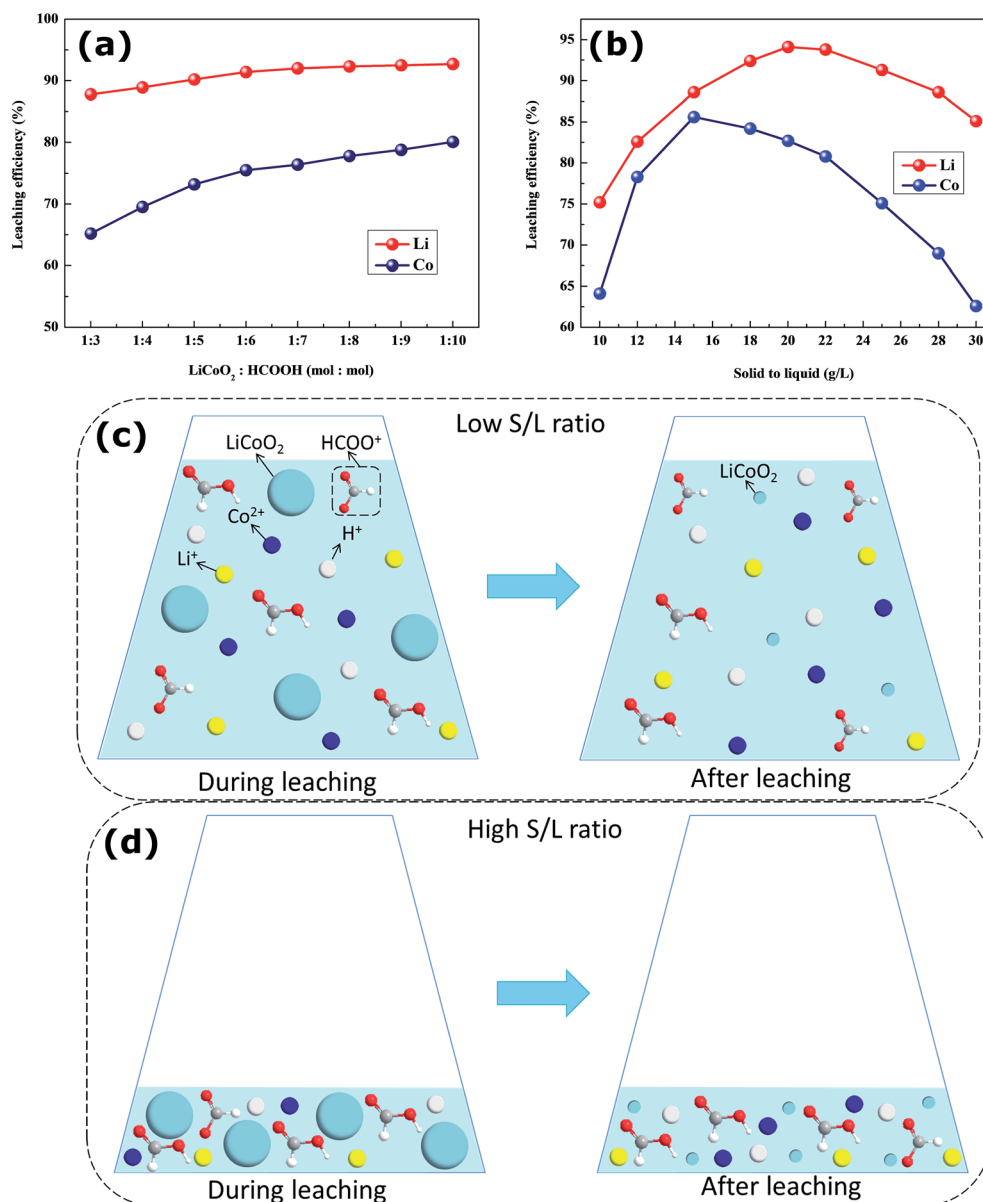 (a)
100
90
80
70
60
50
Leaching efficiency (%)
Li
Co
1:3 1:4 1:5 1:6 1:7 1:8 1:9 1:10
LiCoO₂ : HCOOH (mol : mol)
(b)
95
90
85
80
75
70
65
60
Leaching efficiency (%)
Li
Co
10 12 14 16 18 20 22 24 26 28 30
Solid to liquid (g/L)
(c)
Low S/L ratio
LiCoO₂
HCOO⁺
Co²⁺
H⁺
Li⁺
LiCoO₂
During leaching
After leaching
(d)
High S/L ratio
During leaching
After leaching